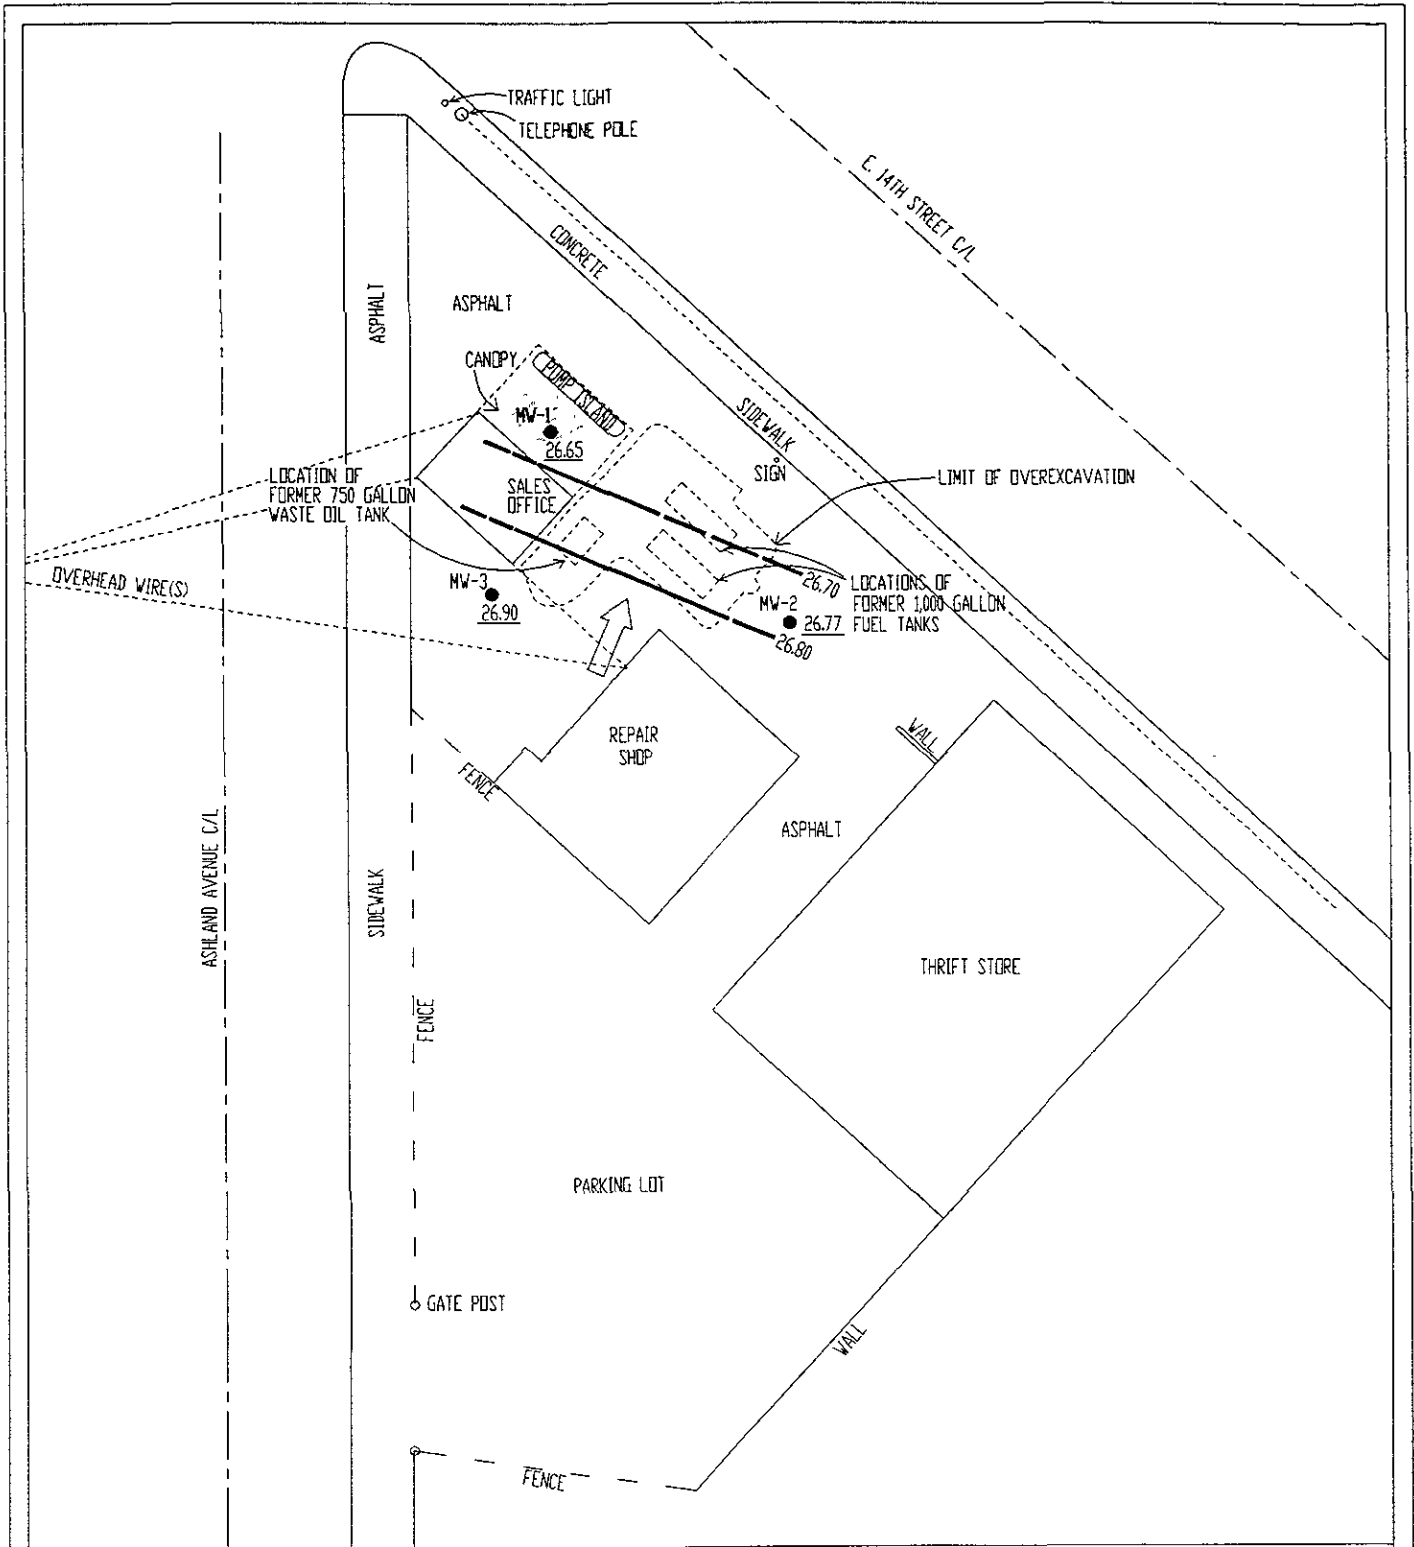 TRAFFIC LIGHT
TELEPHONE POLE
E. 14TH STREET C/L
CONCRETE
ASPHALT
ASPHALT
CANOPY
PUMP ISLAND
MW-1
26.65
SIDEWALK
SIGN
LOCATION OF
FORMER 750 GALLON
WASTE OIL TANK
SALES
OFFICE
LIMIT OF OVEREXCAVATION
OVERHEAD WIRE(S)
MW-3
26.90
26.70
LOCATIONS OF
FORMER 1,000 GALLON
FUEL TANKS
MW-2
26.77
26.80
REPAIR
SHOP
WALL
FENCE
ASPHALT
ASHLAND AVENUE C/L
SIDEWALK
THRIFT STORE
FENCE
PARKING LOT
GATE POST
WALL
FENCE